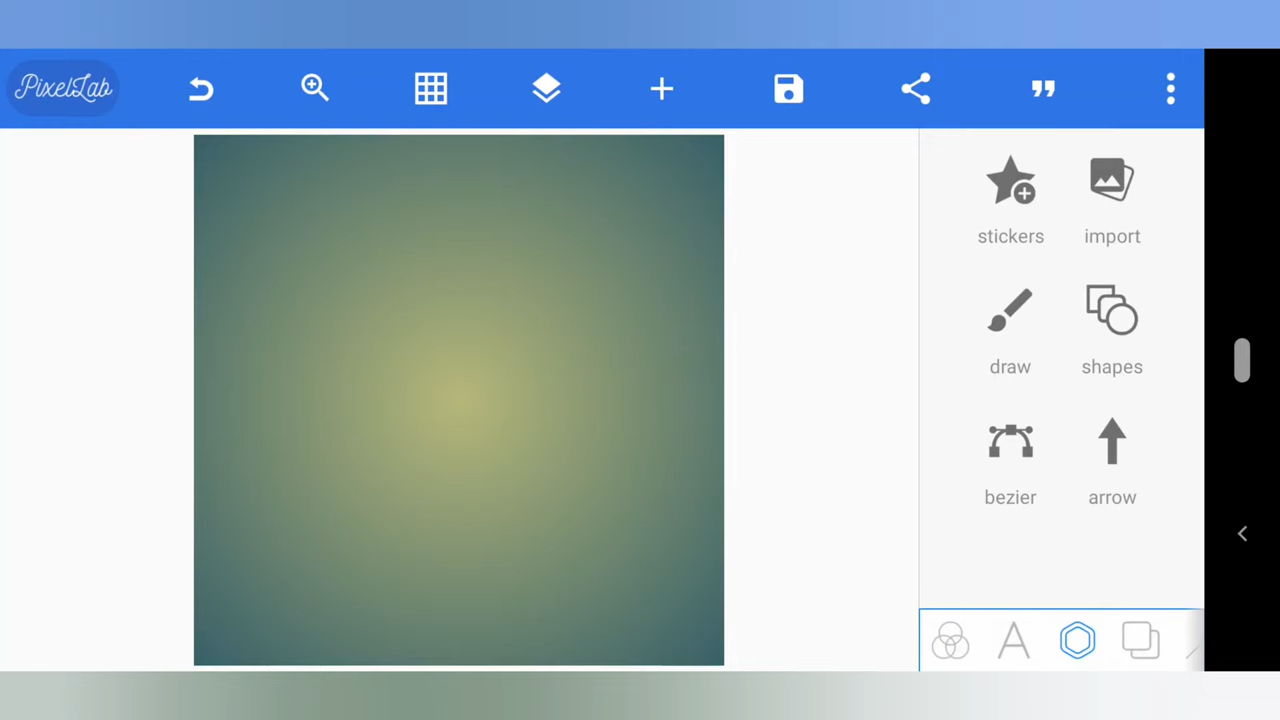 PixelLab
stickers
import
draw
shapes
bezier
arrow